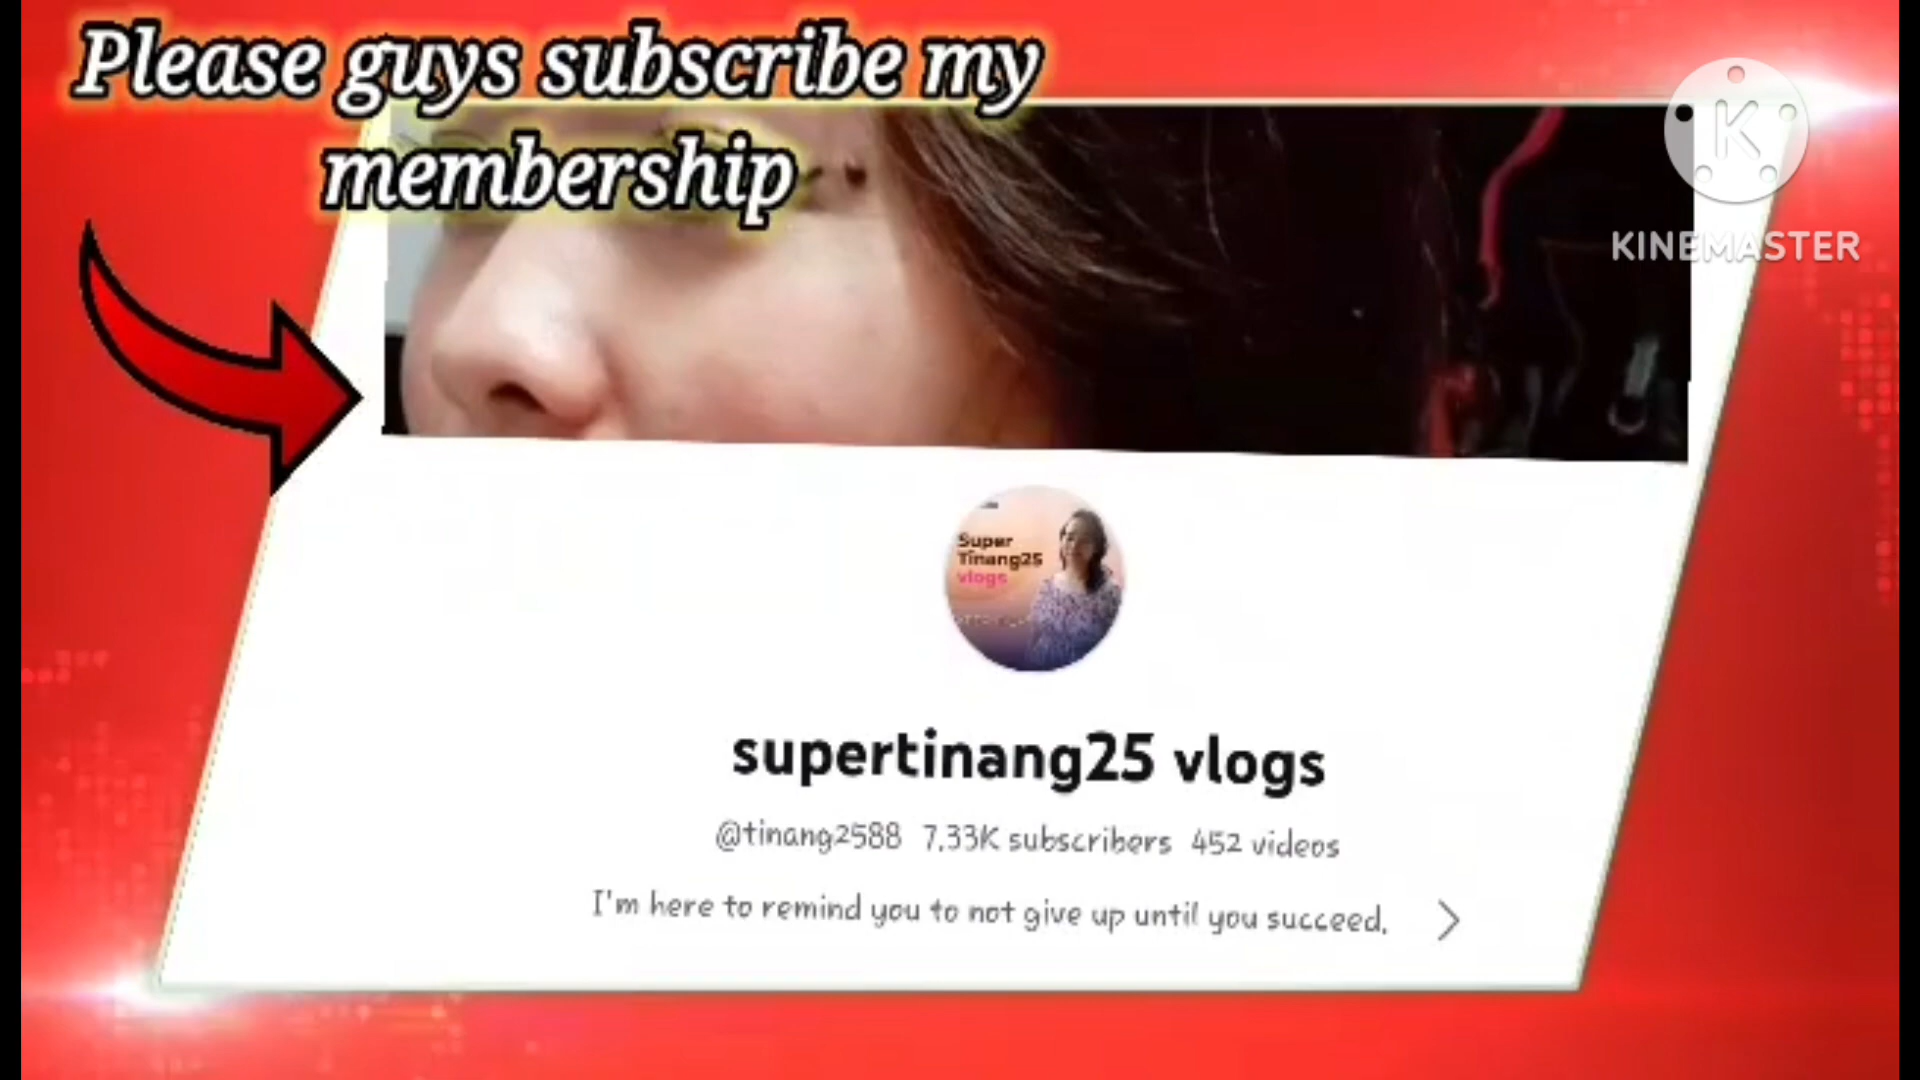 Please guys subscribe my
membership
K
KINEMASTER
Super
Tinang25
vlogs
supertinang25 vlogs
@tinang2588 7.33K subscribers 452 videos
I'm here to remind you to not give up until you succeed.